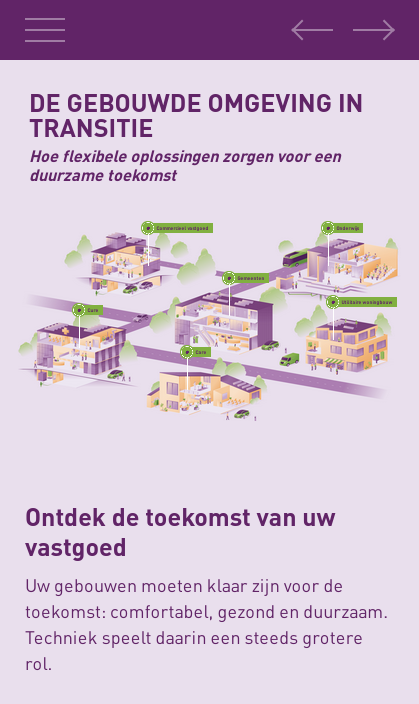 DE GEBOUWDE OMGEVING IN
TRANSITIE
Hoe flexibele oplossingen zorgen voor een
duurzame toekomst
Commercieel vastgoed
Onderwijs
Gemeenten
Utilitaire woningbouw
Cure
Care
Ontdek de toekomst van uw
vastgoed
Uw gebouwen moeten klaar zijn voor de
toekomst: comfortabel, gezond en duurzaam.
Techniek speelt daarin een steeds grotere
rol.